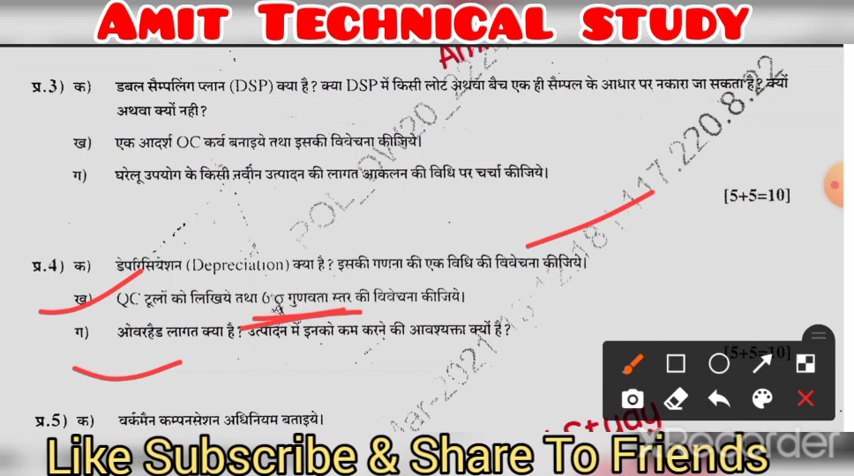 AMIT TECHNICAL STUDY
प्र.3) क) डबल सैम्पलिंग प्लान (DSP) क्या है? क्या DSP में किसी लोट अथवा बैच एक ही सैम्पल के आधार पर नकारा जा सकता है? क्यों
अथवा क्यों नही?
ख) एक आदर्श OC कर्व बनाइये तथा इसकी विवेचना कीजिये।
ग) घरेलू उपयोग के किसी नवीन उत्पादन की लागत आकलन की विधि पर चर्चा कीजिये।
[5+5=10]
प्र.4) क) डेपरिसियेशन (Depreciation) क्या है? इसकी गणना की एक विधि की विवेचना कीजिये।
ख) QC टूलों को लिखिये तथा 6σ गुणवता स्तर की विवेचना कीजिये।
ग) ओवरहैड लागत क्या है? उत्पादन में इनको कम करने की आवश्यक्ता क्यों है?
[5+5=10]
प्र.5) क) वर्कमैन कम्पनसेशन अधिनियम बताइये।
Study
Like Subscribe & Share To Friends
XRecorder